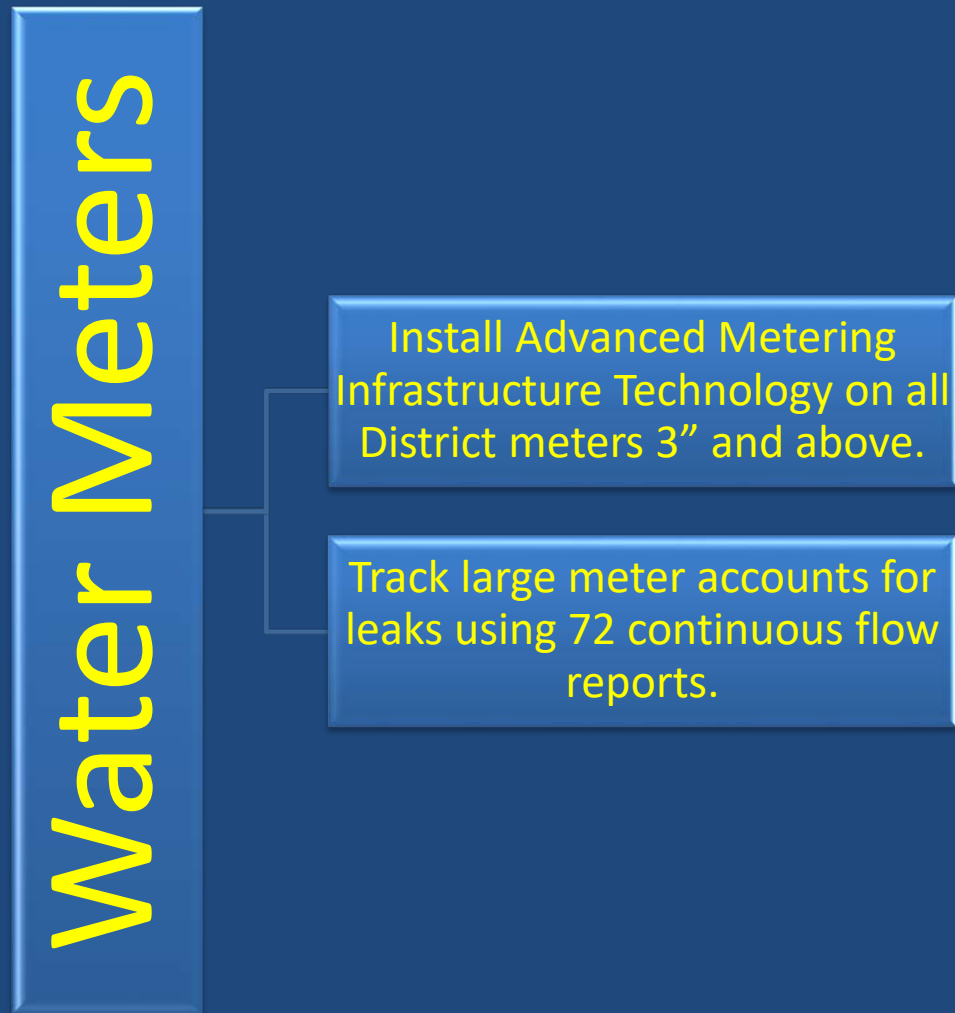 Water Meters
Install Advanced Metering
Infrastructure Technology on all
District meters 3” and above.
Track large meter accounts for
leaks using 72 continuous flow
reports.